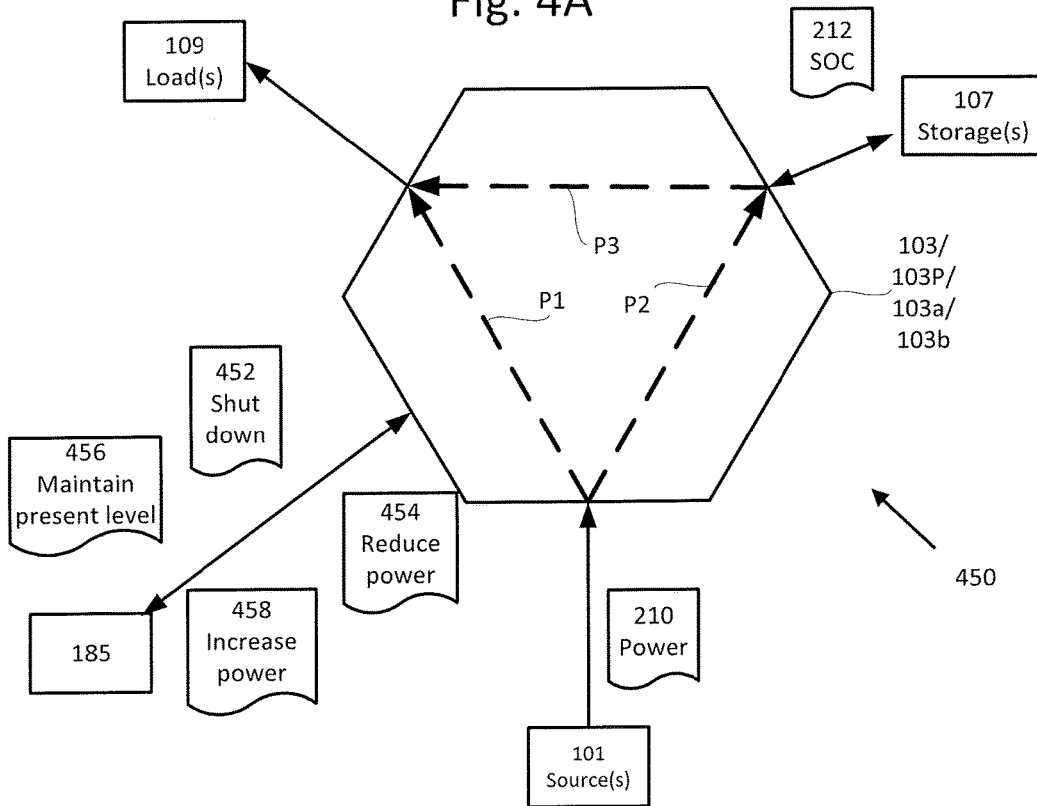 Fig. 4A
109
Load(s)
212
SOC
107
Storage(s)
P3
103/
103P/
103a/
103b
P1
P2
452
Shut
down
456
Maintain
present level
454
Reduce
power
450
458
Increase
power
210
Power
185
101
Source(s)